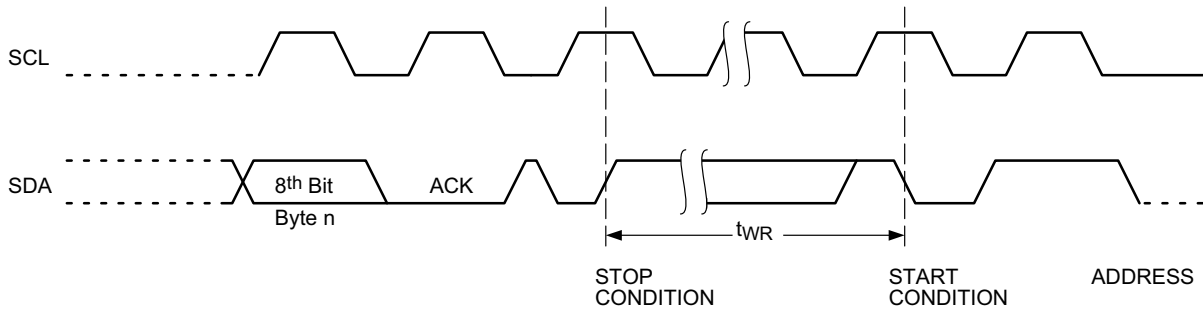 SCL
SDA
8th Bit
Byte n
ACK
tWR
STOP
CONDITION
START
CONDITION
ADDRESS